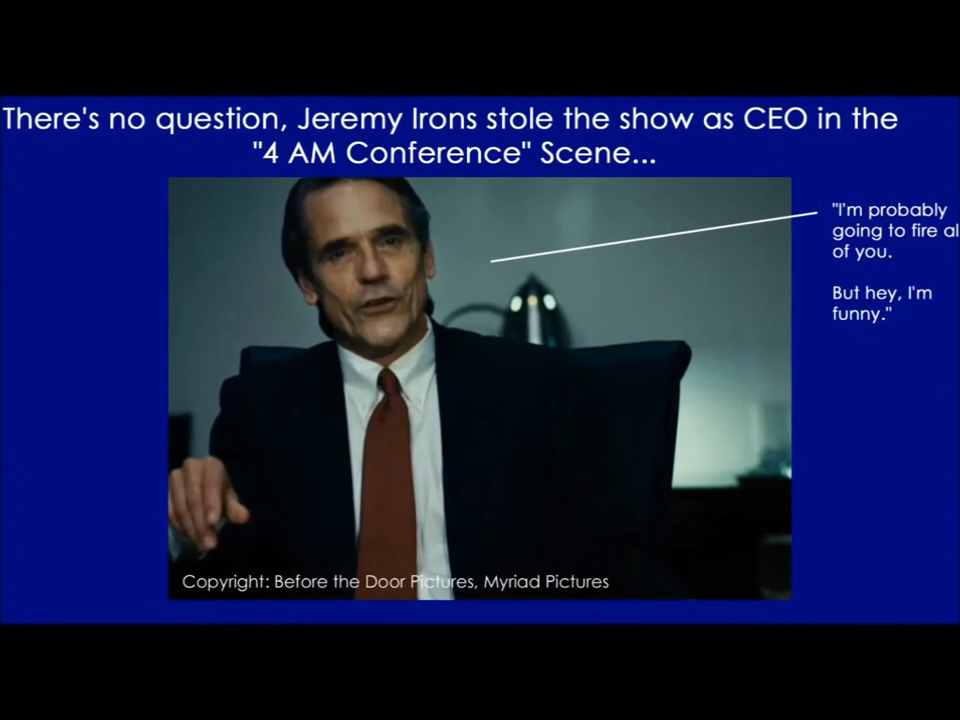 There's no question, Jeremy Irons stole the show as CEO in the
"4 AM Conference" Scene...
"I'm probably
going to fire al
of you.
But hey, I'm
funny."
Copyright: Before the Door Pictures, Myriad Pictures